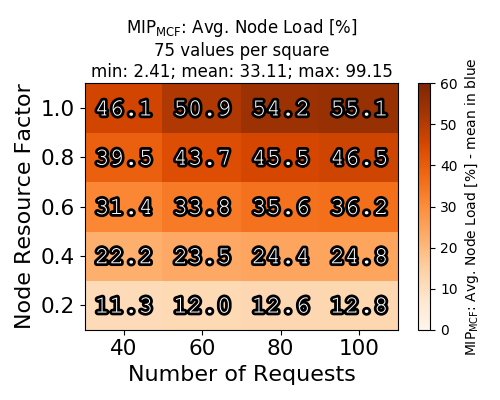 MIP_MCF: Avg. Node Load [%]
75 values per square
min: 2.41; mean: 33.11; max: 99.15
Node Resource Factor
1.0 46.1 50.9 54.2 55.1
0.8 39.5 43.7 45.5 46.5
0.6 31.4 33.8 35.6 36.2
0.4 22.2 23.5 24.4 24.8
0.2 11.3 12.0 12.6 12.8
40 60 80 100
Number of Requests
60
50
40
30
20
10
0
MIP_MCF: Avg. Node Load [%] - mean in blue